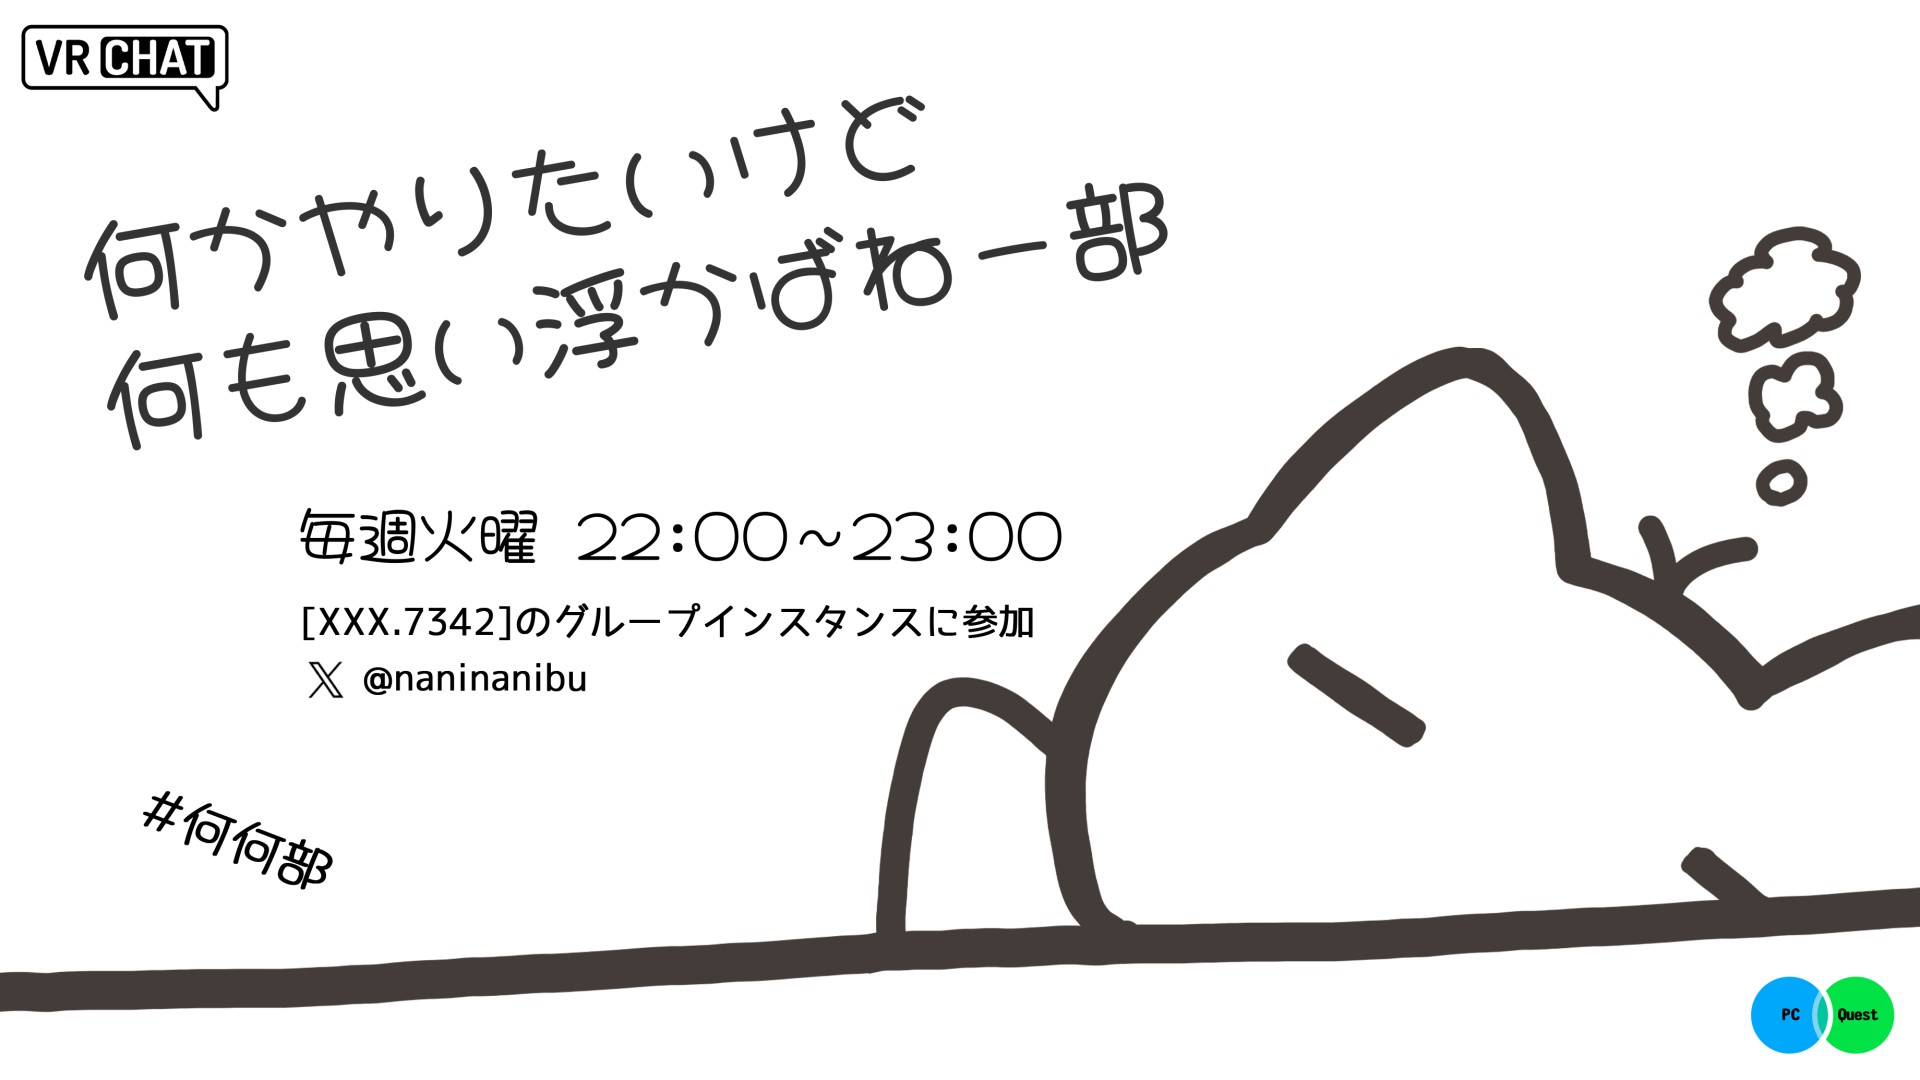 VRCHAT
何かやりたいけど
何も思い浮かばねー部
毎週火曜 22:00~23:00
[XXX.7342]のグループインスタンスに参加
X @naninanibu
#何何部
PC Quest